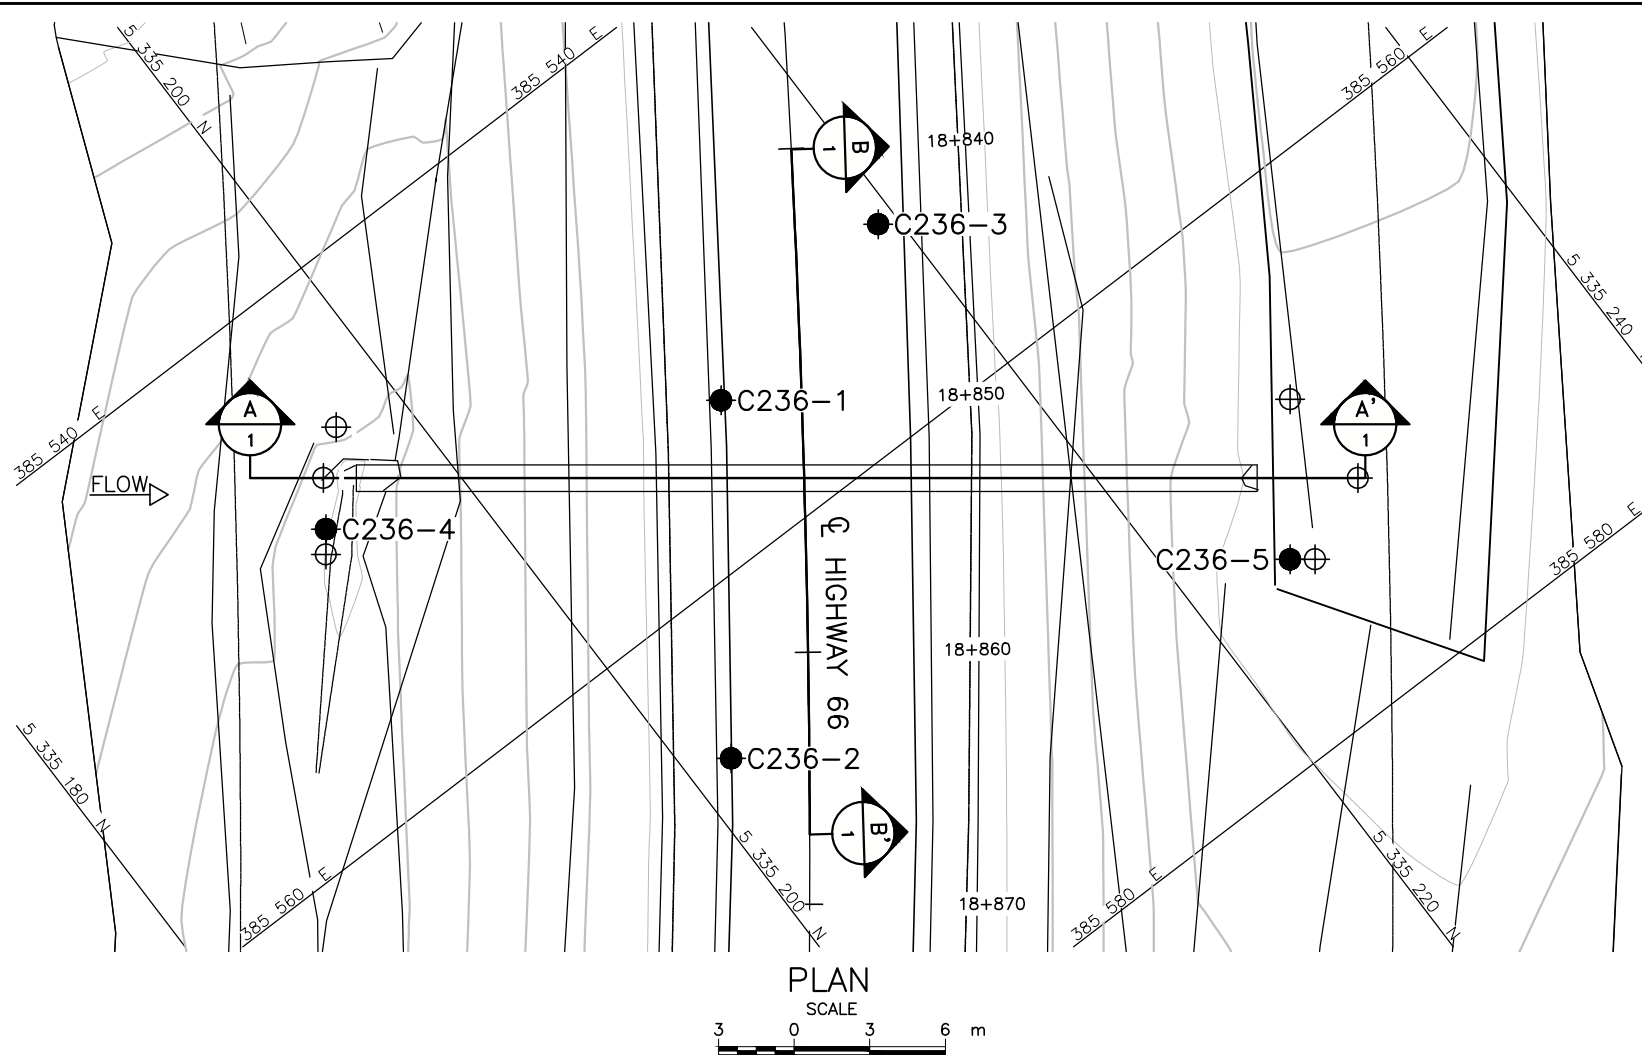 5 335 200 N
385 540 E
385 560 E
18+840
B
1
C236-3
5 335 240
385 540 E
A
1
C236-1
18+850
A'
1
FLOW
C236-4
C236-5
385 580 E
℄ HIGHWAY 66
18+860
5 335 180 N
C236-2
B'
1
5 335 200 N
5 335 220 N
385 560 E
385 580 E
18+870
PLAN
SCALE
3 0 3 6 m